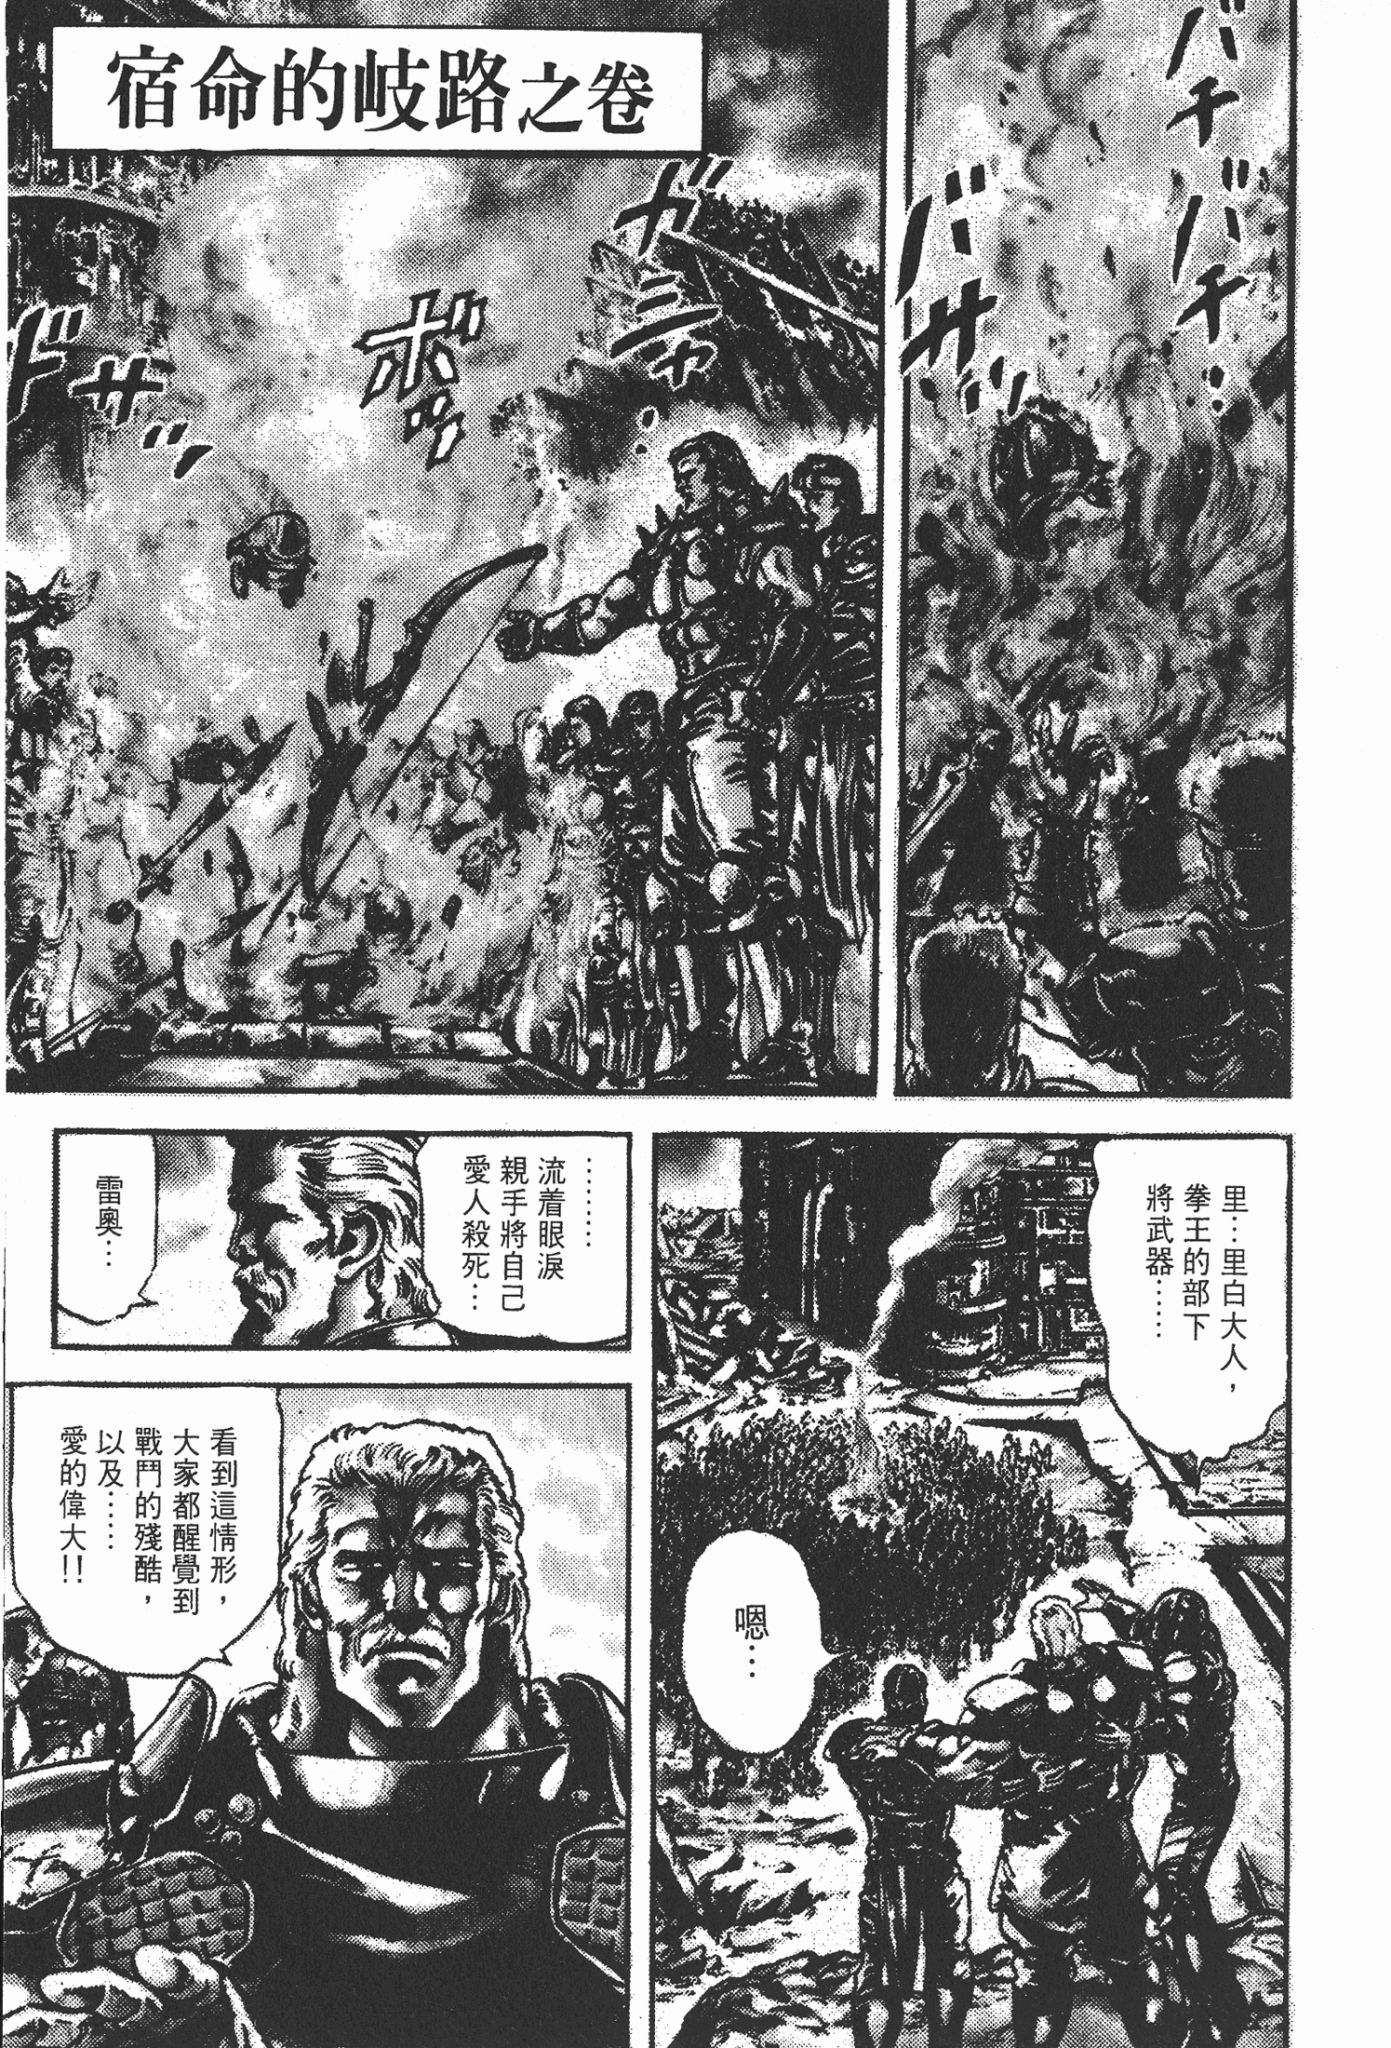 宿命的岐路之卷
バチバチ
バサッ
ガシャ
ボッ
ドサッ
里⋯里白大人，
拳王的部下
將武器⋯⋯
嗯⋯
⋯⋯⋯
流着眼淚
親手將自己
愛人殺死⋯
雷奧⋯
看到這情形，
大家都醒覺到
戰鬥的殘酷，
以及⋯⋯
愛的偉大!!